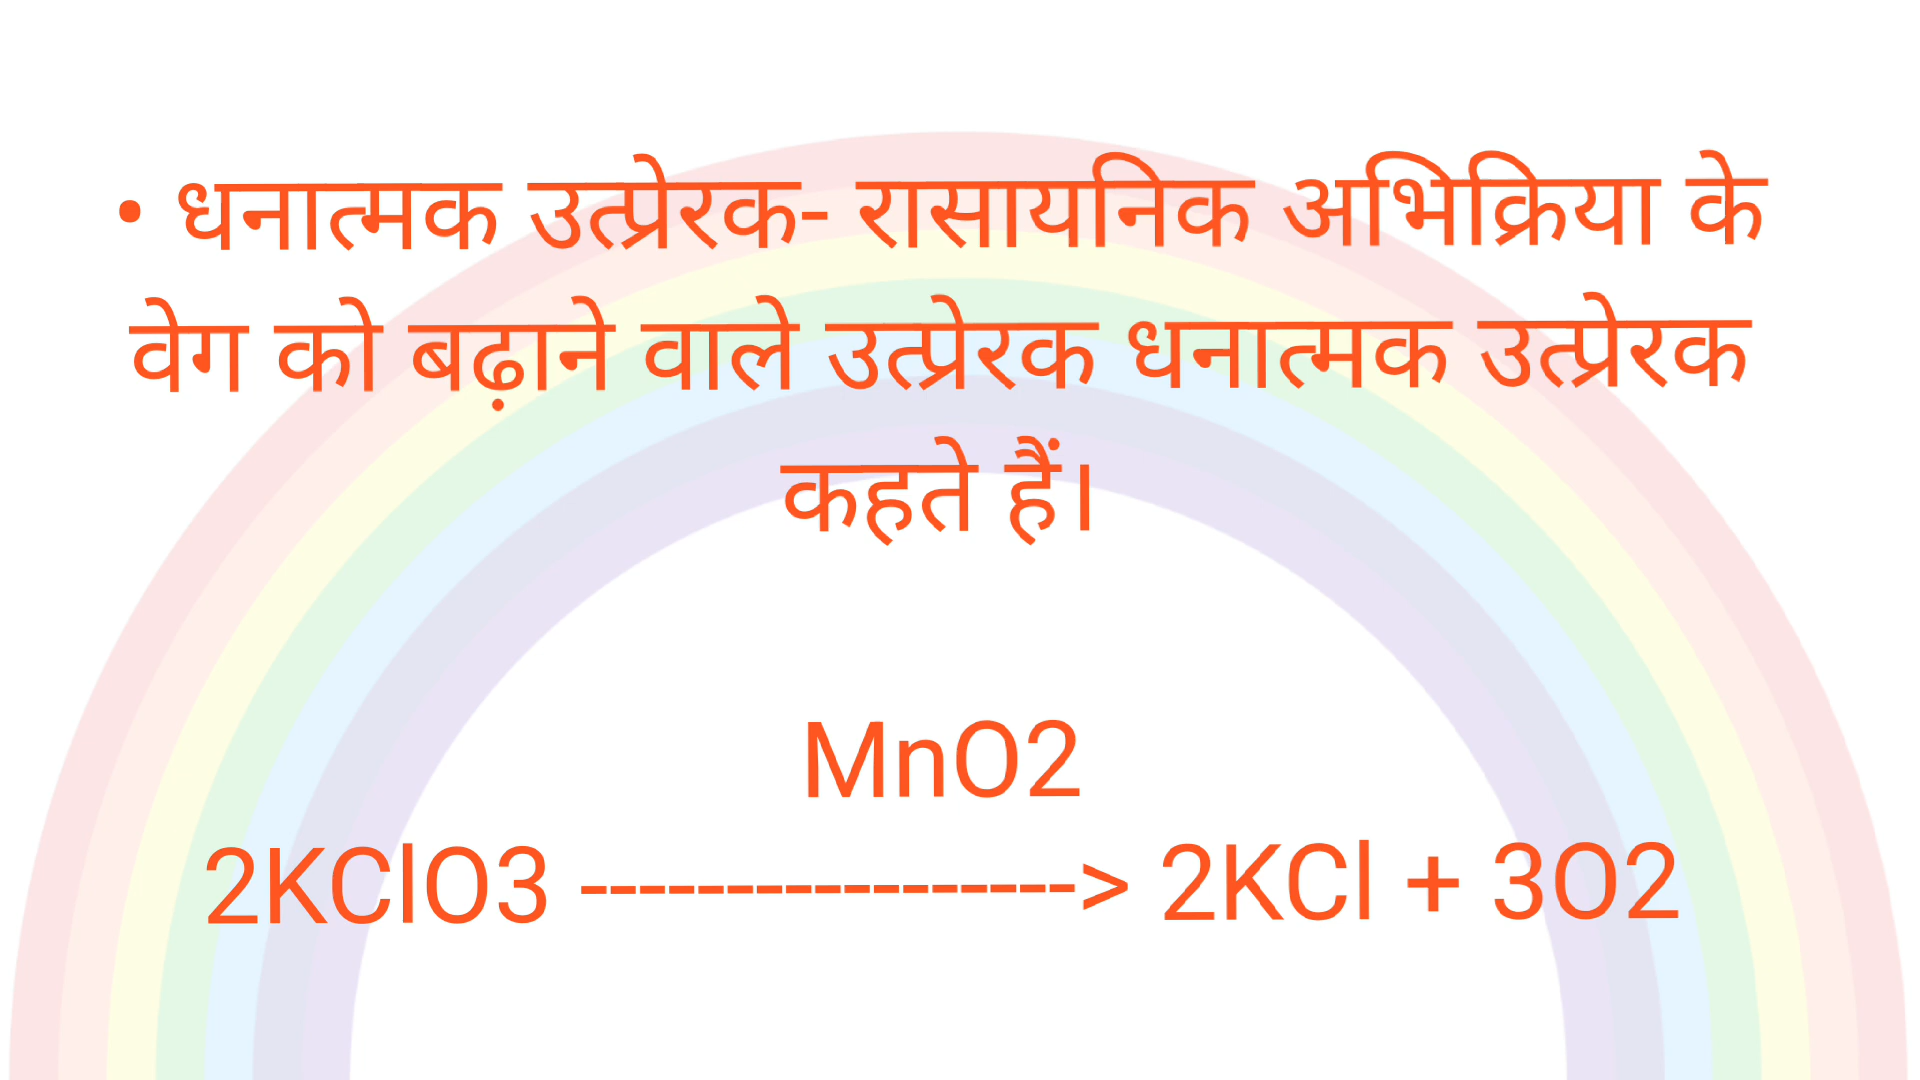 • धनात्मक उत्प्रेरक- रासायनिक अभिक्रिया के
वेग को बढ़ाने वाले उत्प्रेरक धनात्मक उत्प्रेरक
कहते हैं।
MnO2
2KClO3 -----------------> 2KCl + 3O2